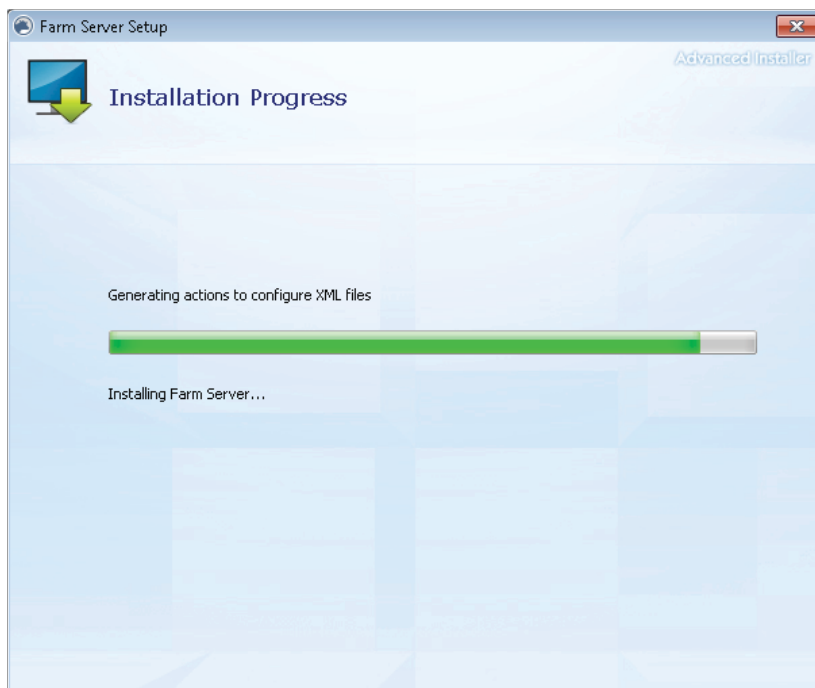 Farm Server Setup
Advanced Installer
Installation Progress
Generating actions to configure XML files
Installing Farm Server...